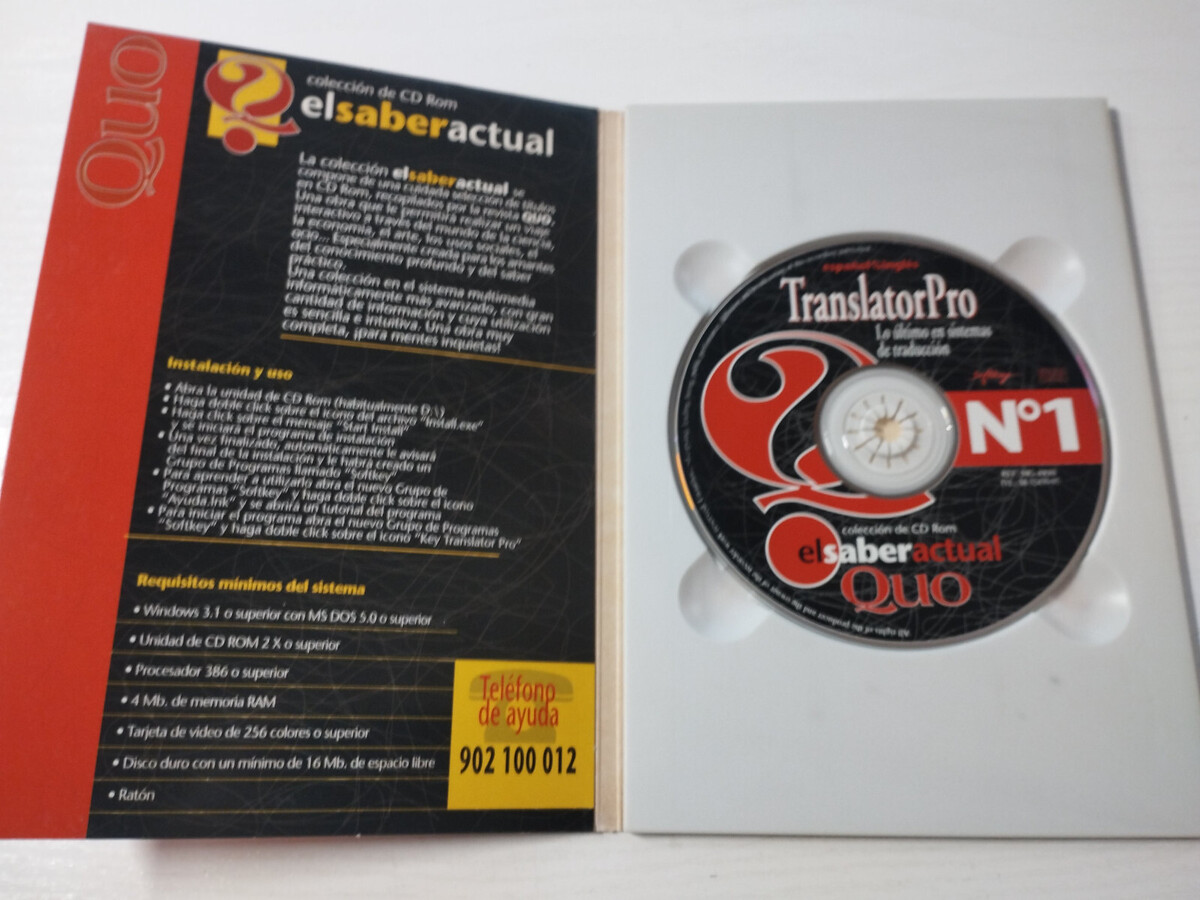 Quo
colección de CD Rom
elsaberactual
La colección elsaberactual se
compone de una cuidada selección de títulos
en CD Rom, recopilados por la revista QUO.
Una obra que le permitirá realizar un viaje
interactivo a través del mundo de la ciencia,
la economía, el arte, los usos sociales, el
ocio... Especialmente creada para los amantes
del conocimiento profundo y del saber
práctico.
Una colección en el sistema multimedia
informáticamente más avanzado, con gran
cantidad de información y cuya utilización
es sencilla e intuitiva. Una obra muy
completa, ¡para mentes inquietas!
Instalación y uso
• Abra la unidad de CD Rom (habitualmente D:\)
• Haga doble click sobre el icono del archivo "Install.exe"
• Haga click sobre el mensaje "Start Install"
y se iniciará el programa de instalación
• Una vez finalizado, automáticamente le avisará
del final de la instalación y le habrá creado un
Grupo de Programas llamado "Softkey"
• Para aprender a utilizarlo abra el nuevo Grupo de
Programas "Softkey" y haga doble click sobre el icono
"Ayuda.lnk" y se abrirá un tutorial del programa
• Para iniciar el programa abra el nuevo Grupo de Programas
"Softkey" y haga doble click sobre el icono "Key Translator Pro"
Requisitos mínimos del sistema
• Windows 3.1 o superior con MS DOS 5.0 o superior
• Unidad de CD ROM 2 X o superior
• Procesador 386 o superior
• 4 Mb. de memoria RAM
• Tarjeta de video de 256 colores o superior
• Disco duro con un mínimo de 16 Mb. de espacio libre
• Ratón
Teléfono
de ayuda
902 100 012
español/inglés
TranslatorPro
Lo último en sistemas
de traducción
Nº1
colección de CD Rom
elsaberactual
Quo